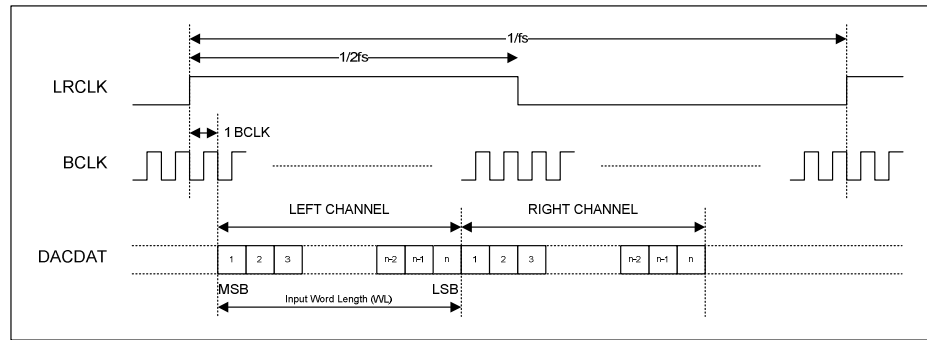 1/fs
1/2fs
LRCLK
1 BCLK
BCLK
LEFT CHANNEL RIGHT CHANNEL
DACDAT 1 2 3 n-2 n-1 n 1 2 3 n-2 n-1 n
MSB LSB
Input Word Length (WL)